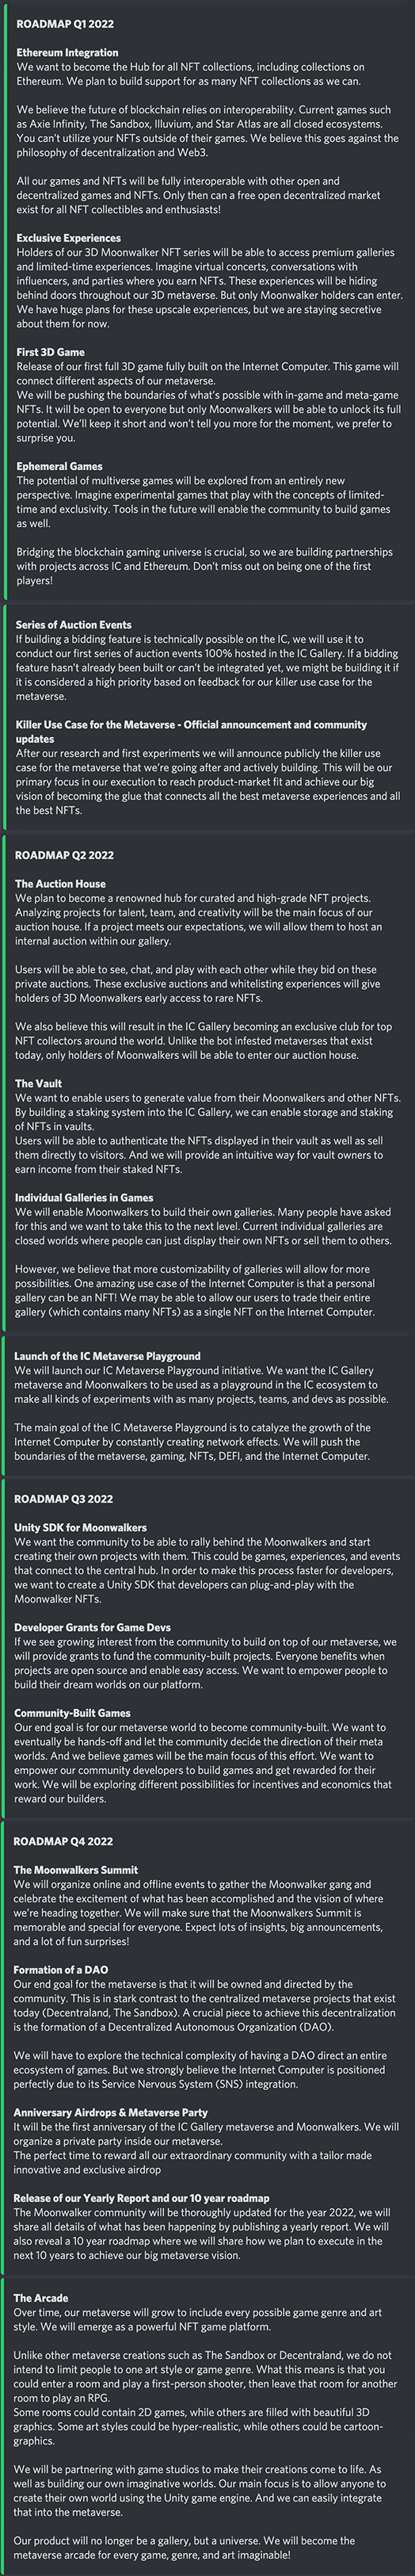 ROADMAP Q1 2022
Ethereum Integration
We want to become the Hub for all NFT collections, including collections on
Ethereum. We plan to build support for as many NFT collections as we can.
We believe the future of blockchain relies on interoperability. Current games such
as Axie Infinity, The Sandbox, Illuvium, and Star Atlas are all closed ecosystems.
You can't utilize your NFTs outside of their games. We believe this goes against the
philosophy of decentralization and Web3.
All our games and NFTs will be fully interoperable with other open and
decentralized games and NFTs. Only then can a free open decentralized market
exist for all NFT collectibles and enthusiasts!
Exclusive Experiences
Holders of our 3D Moonwalker NFT series will be able to access premium galleries
and limited-time experiences. Imagine virtual concerts, conversations with
influencers, and parties where you earn NFTs. These experiences will be hiding
behind doors throughout our 3D metaverse. But only Moonwalker holders can enter.
We have huge plans for these upscale experiences, but we are staying secretive
about them for now.
First 3D Game
Release of our first full 3D game fully built on the Internet Computer. This game will
connect different aspects of our metaverse.
We will be pushing the boundaries of what's possible with in-game and meta-game
NFTs. It will be open to everyone but only Moonwalkers will be able to unlock its full
potential. We'll keep it short and won't tell you more for the moment, we prefer to
surprise you.
Ephemeral Games
The potential of multiverse games will be explored from an entirely new
perspective. Imagine experimental games that play with the concepts of limited-
time and exclusivity. Tools in the future will enable the community to build games
as well.
Bridging the blockchain gaming universe is crucial, so we are building partnerships
with projects across IC and Ethereum. Don't miss out on being one of the first
players!
Series of Auction Events
If building a bidding feature is technically possible on the IC, we will use it to
conduct our first series of auction events 100% hosted in the IC Gallery. If a bidding
feature hasn't already been built or can't be integrated yet, we might be building it if
it is considered a high priority based on feedback for our killer use case for the
metaverse.
Killer Use Case for the Metaverse - Official announcement and community
updates
After our research and first experiments we will announce publicly the killer use
case for the metaverse that we're going after and actively building. This will be our
primary focus in our execution to reach product-market fit and achieve our big
vision of becoming the glue that connects all the best metaverse experiences and all
the best NFTs.
ROADMAP Q2 2022
The Auction House
We plan to become a renowned hub for curated and high-grade NFT projects.
Analyzing projects for talent, team, and creativity will be the main focus of our
auction house. If a project meets our expectations, we will allow them to host an
internal auction within our gallery.
Users will be able to see, chat, and play with each other while they bid on these
private auctions. These exclusive auctions and whitelisting experiences will give
holders of 3D Moonwalkers early access to rare NFTs.
We also believe this will result in the IC Gallery becoming an exclusive club for top
NFT collectors around the world. Unlike the bot infested metaverses that exist
today, only holders of Moonwalkers will be able to enter our auction house.
The Vault
We want to enable users to generate value from their Moonwalkers and other NFTs.
By building a staking system into the IC Gallery, we can enable storage and staking
of NFTs in vaults.
Users will be able to authenticate the NFTs displayed in their vault as well as sell
them directly to visitors. And we will provide an intuitive way for vault owners to
earn income from their staked NFTs.
Individual Galleries in Games
We will enable Moonwalkers to build their own galleries. Many people have asked
for this and we want to take this to the next level. Current individual galleries are
closed worlds where people can just display their own NFTs or sell them to others.
However, we believe that more customizability of galleries will allow for more
possibilities. One amazing use case of the Internet Computer is that a personal
gallery can be an NFT! We may be able to allow our users to trade their entire
gallery (which contains many NFTs) as a single NFT on the Internet Computer.
Launch of the IC Metaverse Playground
We will launch our IC Metaverse Playground initiative. We want the IC Gallery
metaverse and Moonwalkers to be used as a playground in the IC ecosystem to
make all kinds of experiments with as many projects, teams, and devs as possible.
The main goal of the IC Metaverse Playground is to catalyze the growth of the
Internet Computer by constantly creating network effects. We will push the
boundaries of the metaverse, gaming, NFTs, DEFI, and the Internet Computer.
ROADMAP Q3 2022
Unity SDK for Moonwalkers
We want the community to be able to rally behind the Moonwalkers and start
creating their own projects with them. This could be games, experiences, and events
that connect to the central hub. In order to make this process faster for developers,
we want to create a Unity SDK that developers can plug-and-play with the
Moonwalker NFTs.
Developer Grants for Game Devs
If we see growing interest from the community to build on top of our metaverse, we
will provide grants to fund the community-built projects. Everyone benefits when
projects are open source and enable easy access. We want to empower people to
build their dream worlds on our platform.
Community-Built Games
Our end goal is for our metaverse world to become community-built. We want to
eventually be hands-off and let the community decide the direction of their meta
worlds. And we believe games will be the main focus of this effort. We want to
empower our community developers to build games and get rewarded for their
work. We will be exploring different possibilities for incentives and economics that
reward our builders.
ROADMAP Q4 2022
The Moonwalkers Summit
We will organize online and offline events to gather the Moonwalker gang and
celebrate the excitement of what has been accomplished and the vision of where
we're heading together. We will make sure that the Moonwalkers Summit is
memorable and special for everyone. Expect lots of insights, big announcements,
and a lot of fun surprises!
Formation of a DAO
Our end goal for the metaverse is that it will be owned and directed by the
community. This is in stark contrast to the centralized metaverse projects that exist
today (Decentraland, The Sandbox). A crucial piece to achieve this decentralization
is the formation of a Decentralized Autonomous Organization (DAO).
We will have to explore the technical complexity of having a DAO direct an entire
ecosystem of games. But we strongly believe the Internet Computer is positioned
perfectly due to its Service Nervous System (SNS) integration.
Anniversary Airdrops & Metaverse Party
It will be the first anniversary of the IC Gallery metaverse and Moonwalkers. We will
organize a private party inside our metaverse.
The perfect time to reward all our extraordinary community with a tailor made
innovative and exclusive airdrop
Release of our Yearly Report and our 10 year roadmap
The Moonwalker community will be thoroughly updated for the year 2022, we will
share all details of what has been happening by publishing a yearly report. We will
also reveal a 10 year roadmap where we will share how we plan to execute in the
next 10 years to achieve our big metaverse vision.
The Arcade
Over time, our metaverse will grow to include every possible game genre and art
style. We will emerge as a powerful NFT game platform.
Unlike other metaverse creations such as The Sandbox or Decentraland, we do not
intend to limit people to one art style or game genre. What this means is that you
could enter a room and play a first-person shooter, then leave that room for another
room to play an RPG.
Some rooms could contain 2D games, while others are filled with beautiful 3D
graphics. Some art styles could be hyper-realistic, while others could be cartoon-
graphics.
We will be partnering with game studios to make their creations come to life. As
well as building our own imaginative worlds. Our main focus is to allow anyone to
create their own world using the Unity game engine. And we can easily integrate
that into the metaverse.
Our product will no longer be a gallery, but a universe. We will become the
metaverse arcade for every game, genre, and art imaginable!